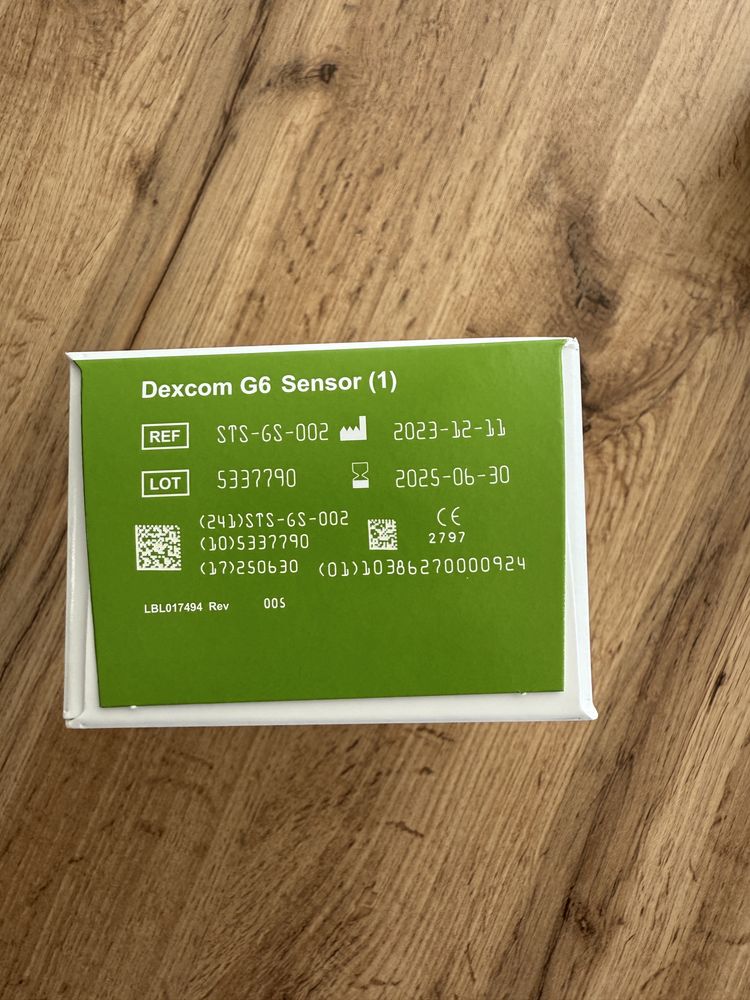 Dexcom G6 Sensor (1)
REF STS-GS-002 2023-12-11
LOT 5337790 2025-06-30
(241)STS-GS-002
(10)5337790
(17)250630 (01)10386270000924
CE
2797
LBL017494 Rev 005